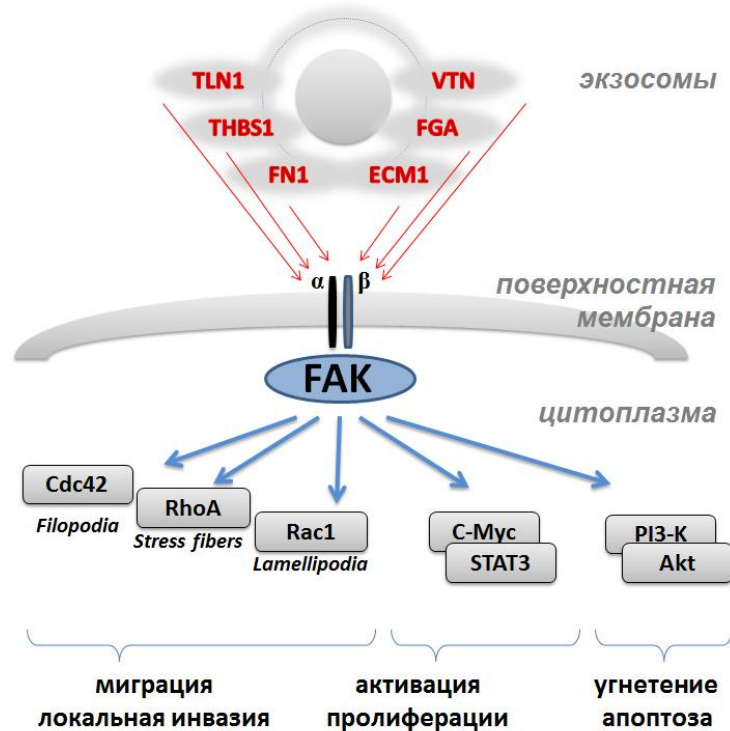 TLN1
VTN
экзосомы
THBS1
FGA
FN1
ECM1
α
β
поверхностная
мембрана
FAK
цитоплазма
Cdc42
Filopodia
RhoA
Stress fibers
Rac1
Lamellipodia
C-Myc
STAT3
PI3-K
Akt
миграция
локальная инвазия
активация
пролиферации
угнетение
апоптоза